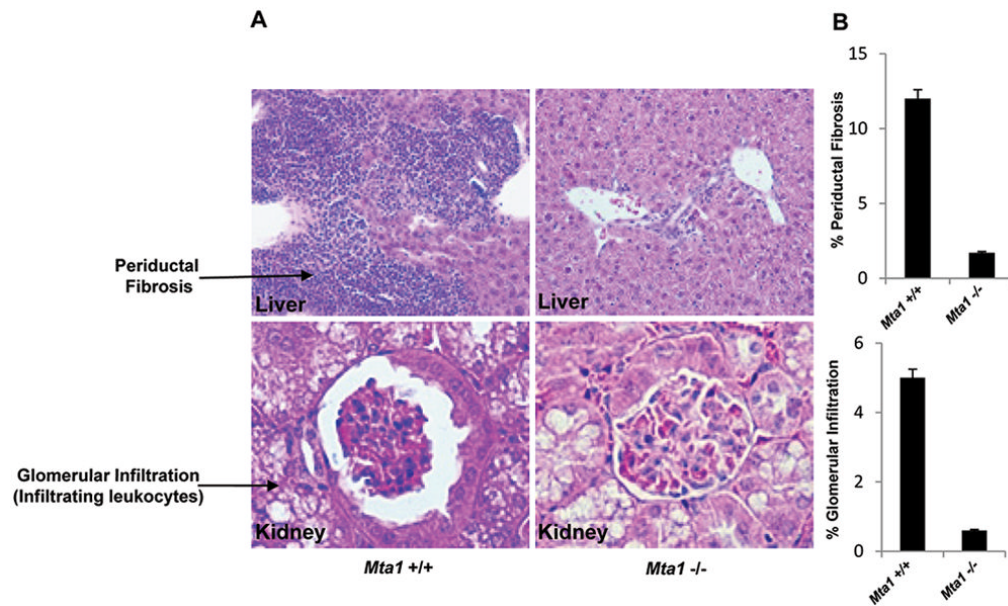 A
B
Periductal
Fibrosis
Liver
Liver
Glomerular Infiltration
(Infiltrating leukocytes)
Kidney
Kidney
Mta1 +/+
Mta1 -/-
% Periductal Fibrosis
15
10
5
0
Mta1 +/+
Mta1 -/-
% Glomerular Infiltration
6
4
2
0
Mta1 +/+
Mta1 -/-